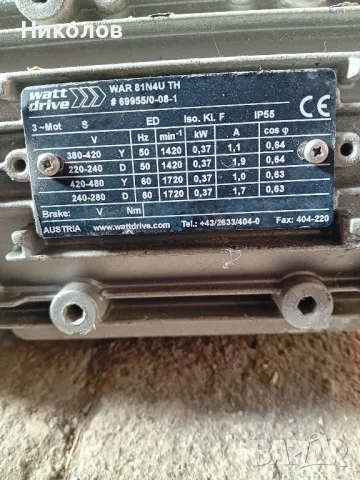 Николов
watt drive
WAR 81N4U TH
# 69955/0-08-1
3 ~Mot S ED Iso. Kl. F IP55
V Hz min⁻¹ kW A cos φ
380-420 Y 50 1420 0,37 1,1 0,64
220-240 D 50 1420 0,37 1,9 0,64
420-480 Y 60 1720 0,37 1,0 0,63
240-280 D 60 1720 0,37 1,7 0,63
Brake: V Nm
AUSTRIA www.wattdrive.com Tel.: +43/2633/404-0 Fax: 404-220
CE
BAZAR